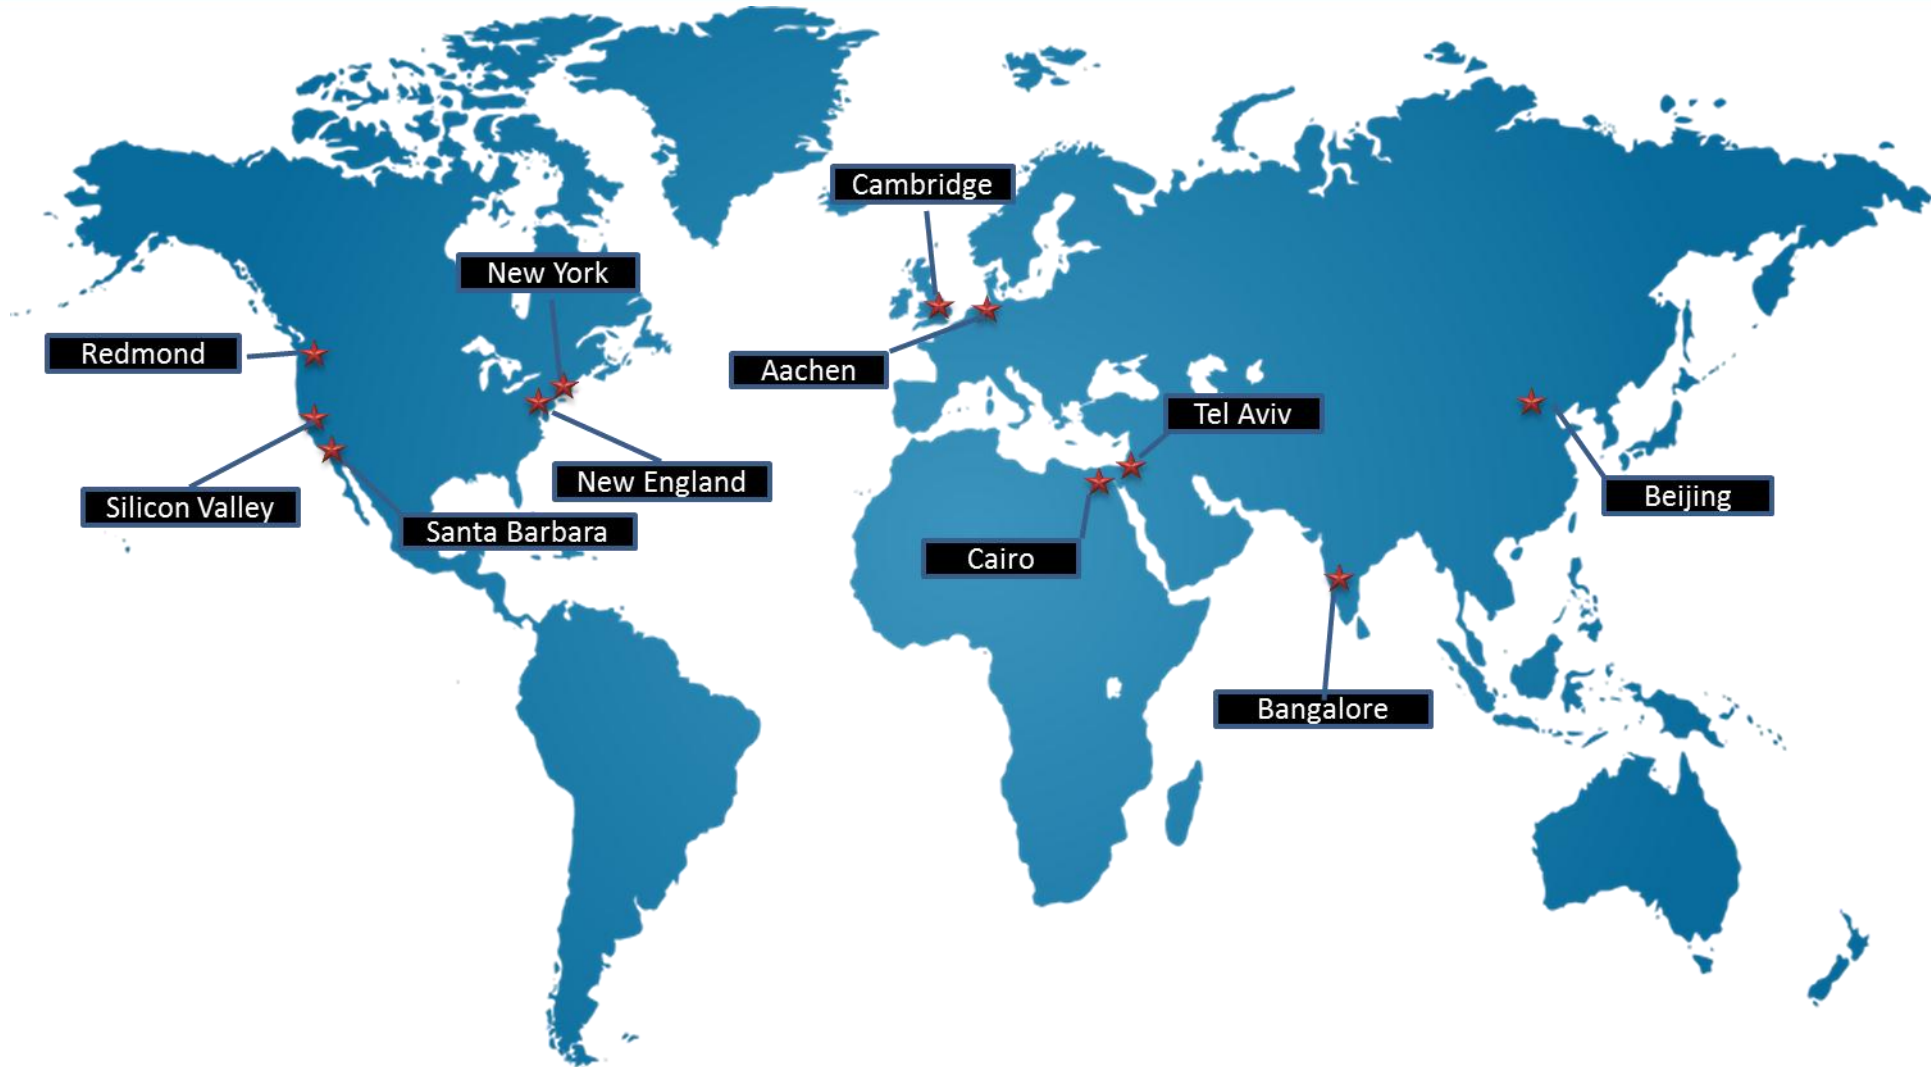 Cambridge
New York
Redmond
Aachen
Tel Aviv
New England
Beijing
Silicon Valley
Santa Barbara
Cairo
Bangalore